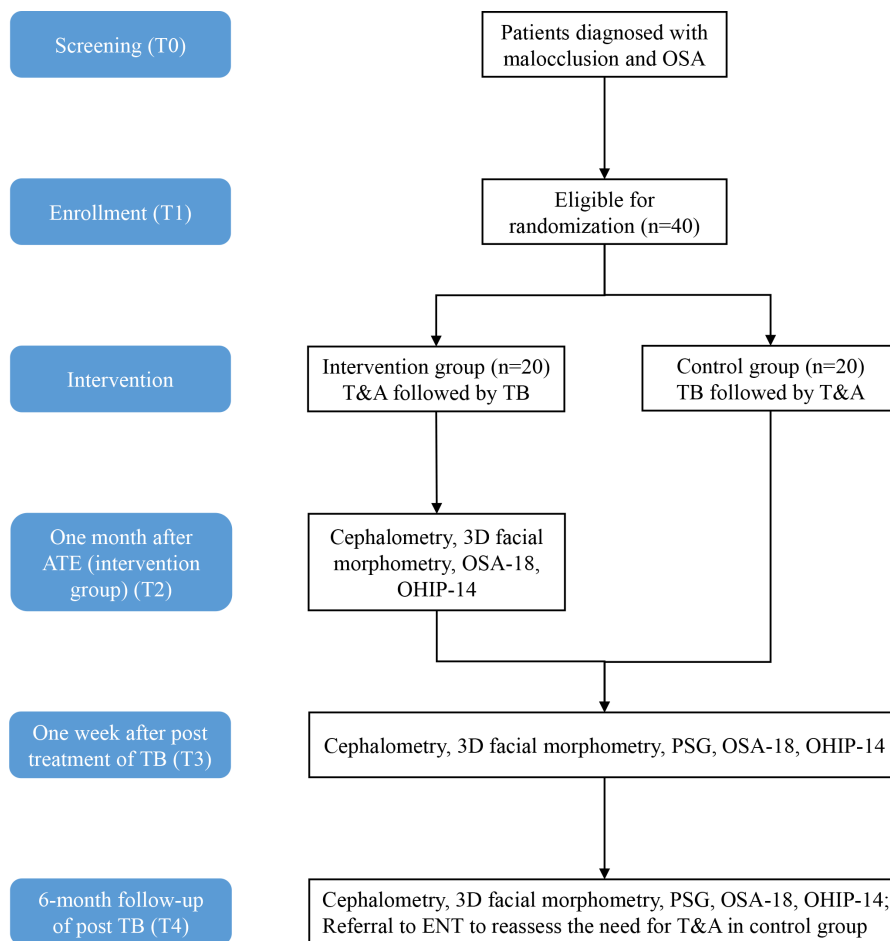 Screening (T0)
Patients diagnosed with
malocclusion and OSA
Enrollment (T1)
Eligible for
randomization (n=40)
Intervention
Intervention group (n=20)
T&A followed by TB
Control group (n=20)
TB followed by T&A
One month after
ATE (intervention
group) (T2)
Cephalometry, 3D facial
morphometry, OSA-18,
OHIP-14
One week after post
treatment of TB (T3)
Cephalometry, 3D facial morphometry, PSG, OSA-18, OHIP-14
6-month follow-up
of post TB (T4)
Cephalometry, 3D facial morphometry, PSG, OSA-18, OHIP-14;
Referral to ENT to reassess the need for T&A in control group